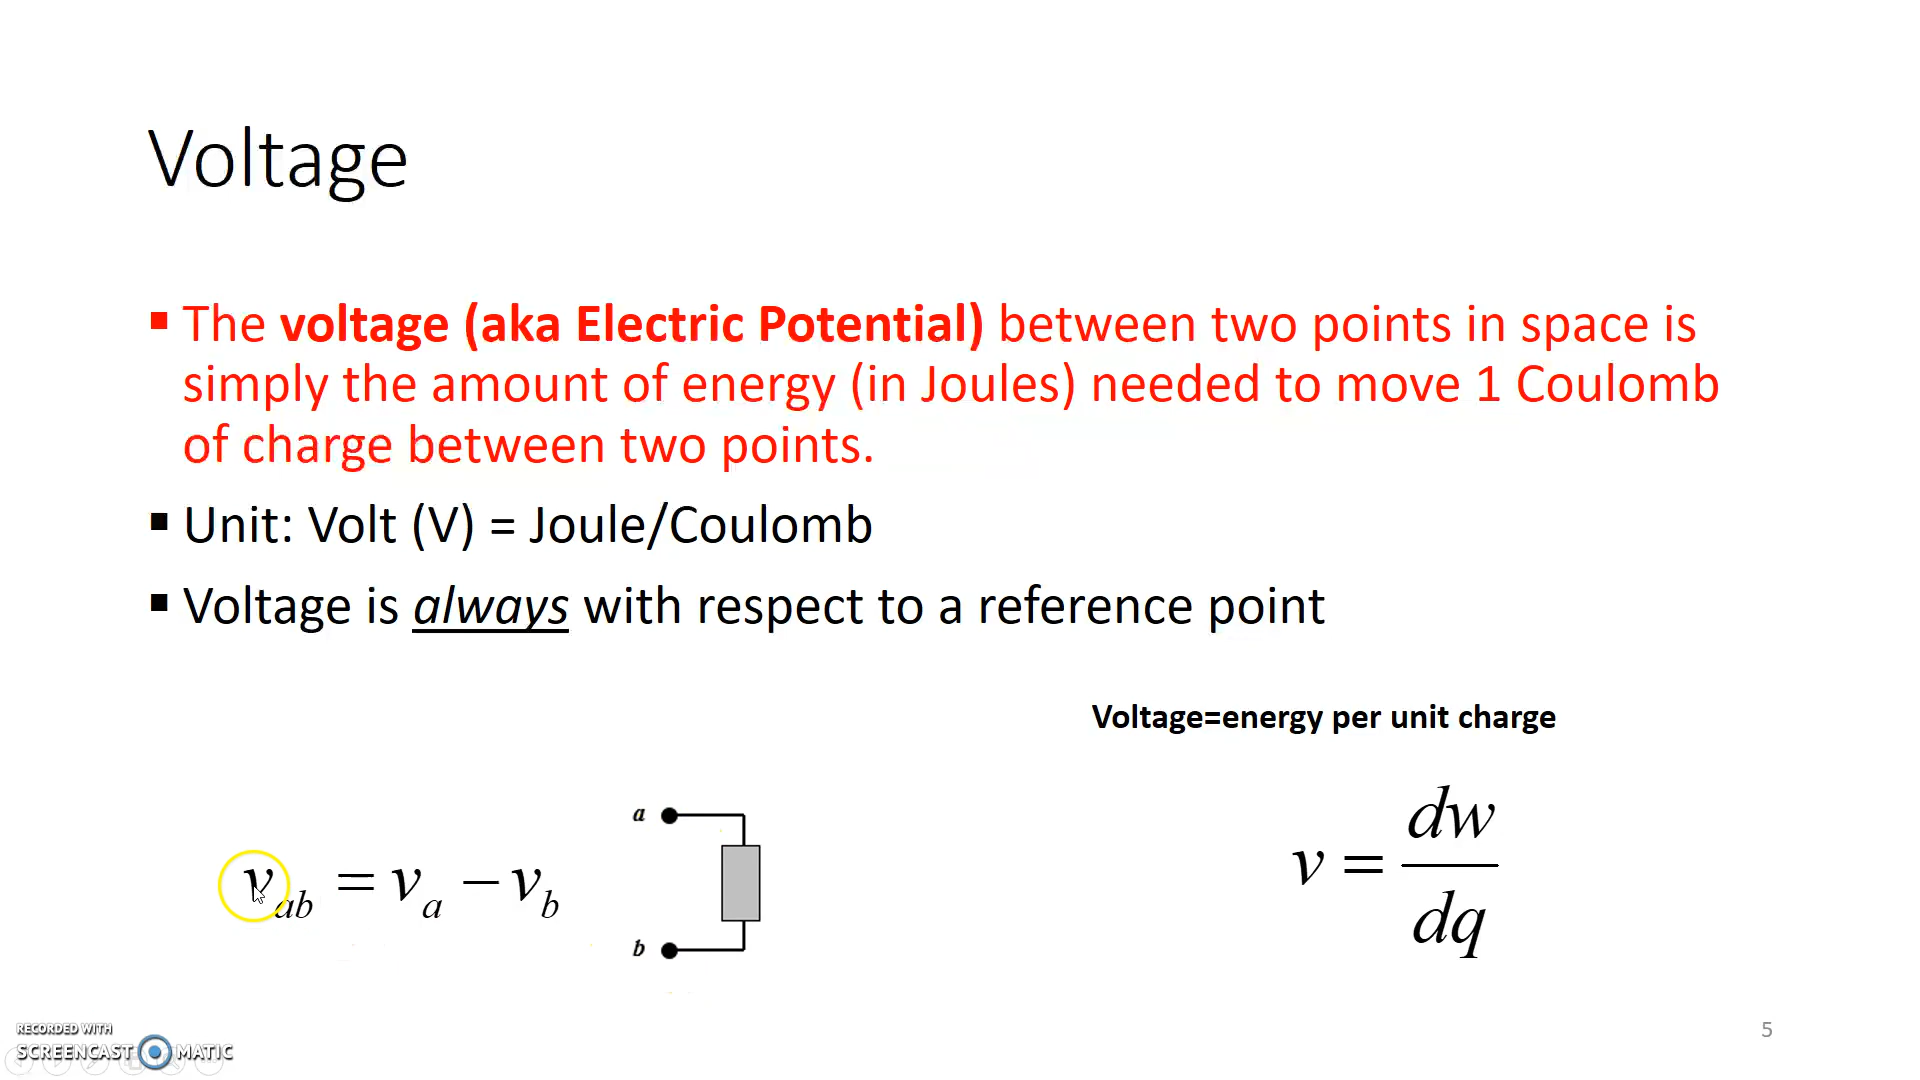 Voltage
▪ The voltage (aka Electric Potential) between two points in space is
simply the amount of energy (in Joules) needed to move 1 Coulomb
of charge between two points.
▪ Unit: Volt (V) = Joule/Coulomb
▪ Voltage is always with respect to a reference point
Voltage=energy per unit charge
v_ab = v_a − v_b
a
b
v = dw/dq
RECORDED WITH
SCREENCAST MATIC
5